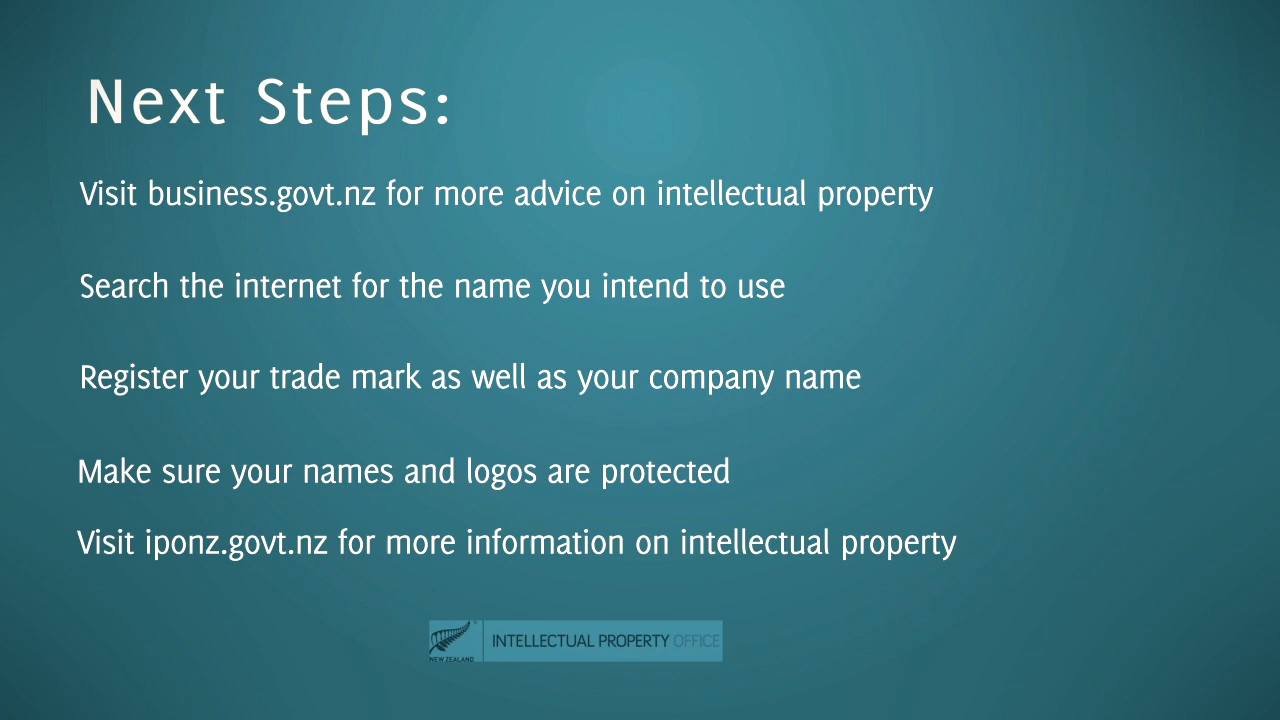 Next Steps:
Visit business.govt.nz for more advice on intellectual property
Search the internet for the name you intend to use
Register your trade mark as well as your company name
Make sure your names and logos are protected
Visit iponz.govt.nz for more information on intellectual property
NEW ZEALAND
INTELLECTUAL PROPERTY OFFICE